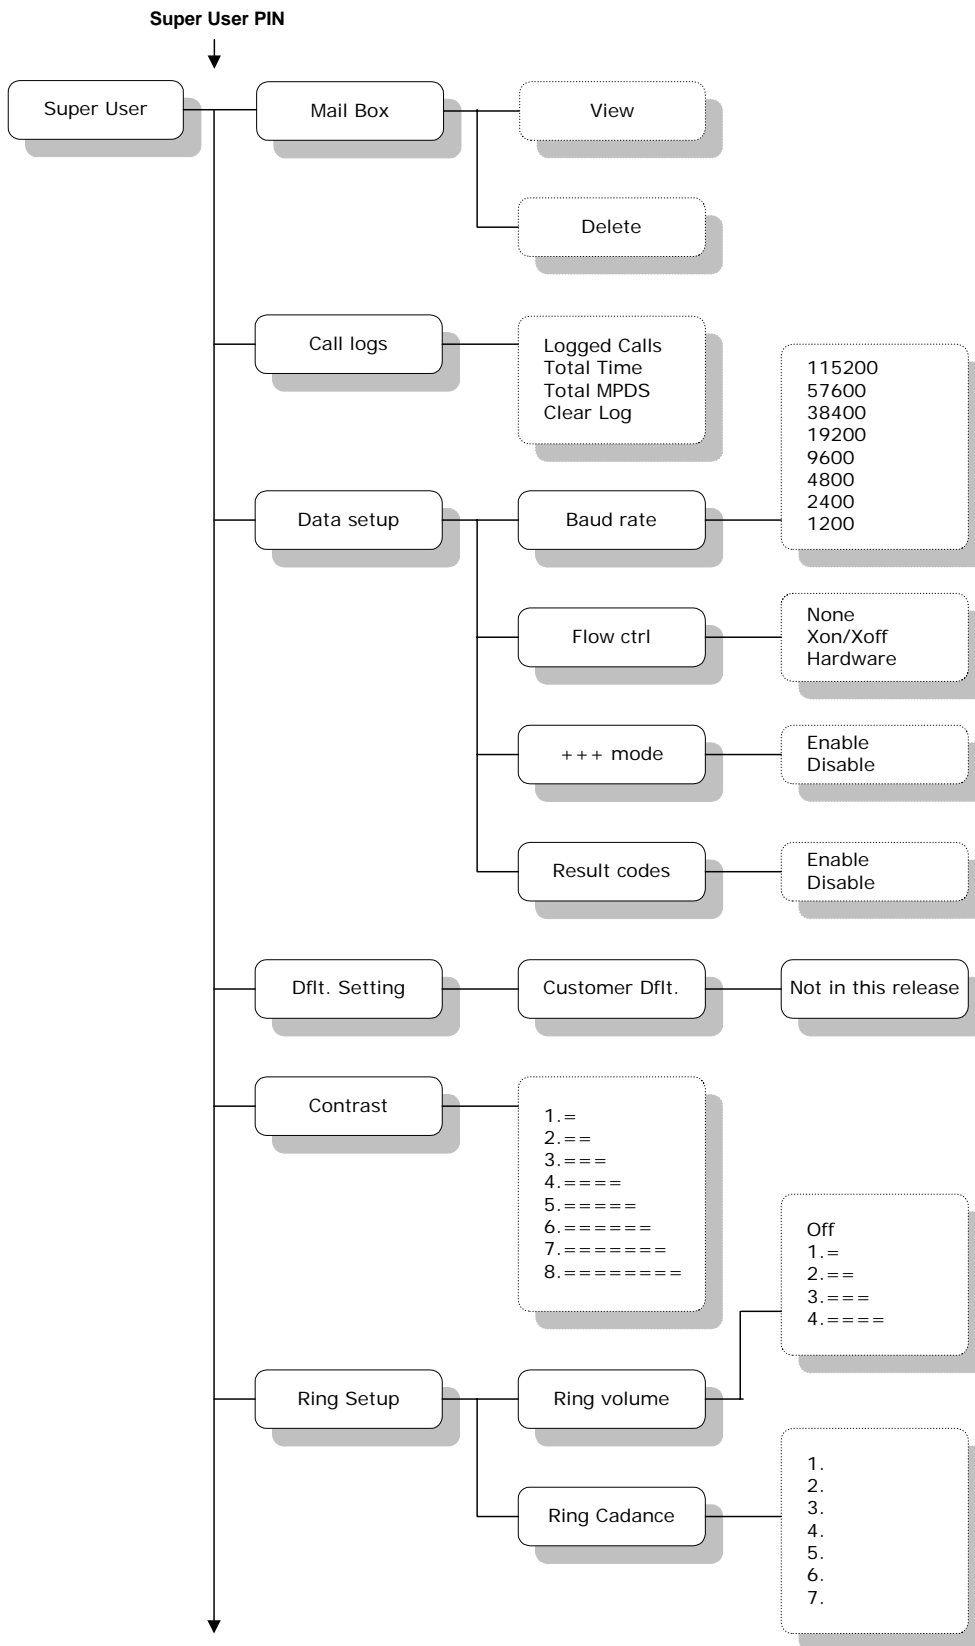 Super User PIN
Super User
Mail Box
View
Delete
Call logs
Logged Calls
Total Time
Total MPDS
Clear Log
Data setup
Baud rate
115200
57600
38400
19200
9600
4800
2400
1200
Flow ctrl
None
Xon/Xoff
Hardware
+++ mode
Enable
Disable
Result codes
Enable
Disable
Dflt. Setting
Customer Dflt.
Not in this release
Contrast
1.=
2.==
3.===
4.====
5.=====
6.======
7.=======
8.========
Ring Setup
Ring volume
Off
1.=
2.==
3.===
4.====
Ring Cadance
1.
2.
3.
4.
5.
6.
7.